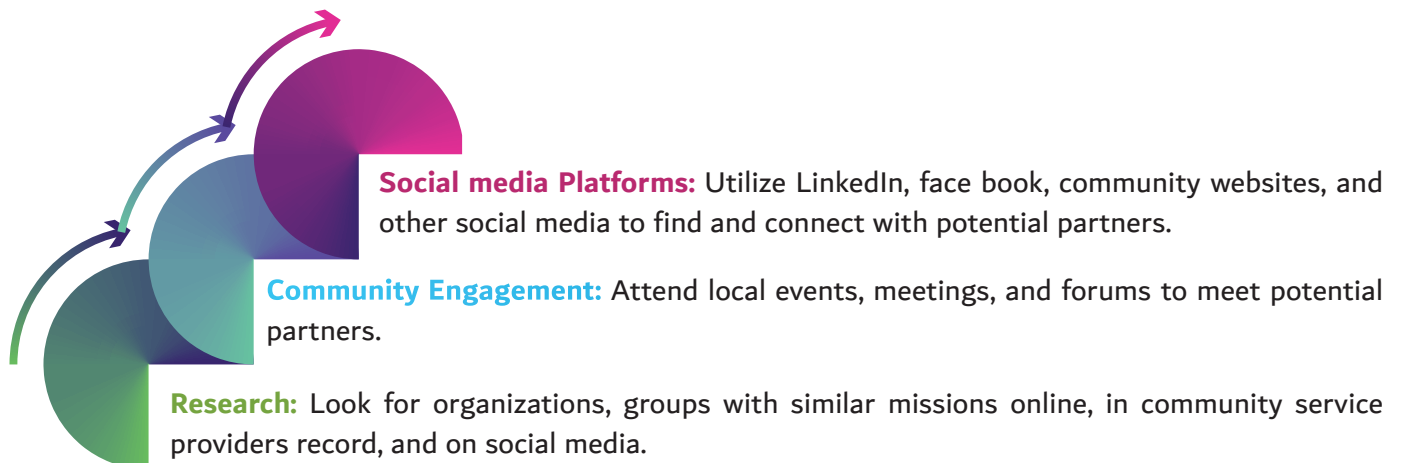 Social media Platforms: Utilize LinkedIn, face book, community websites, and
other social media to find and connect with potential partners.
Community Engagement: Attend local events, meetings, and forums to meet potential
partners.
Research: Look for organizations, groups with similar missions online, in community service
providers record, and on social media.